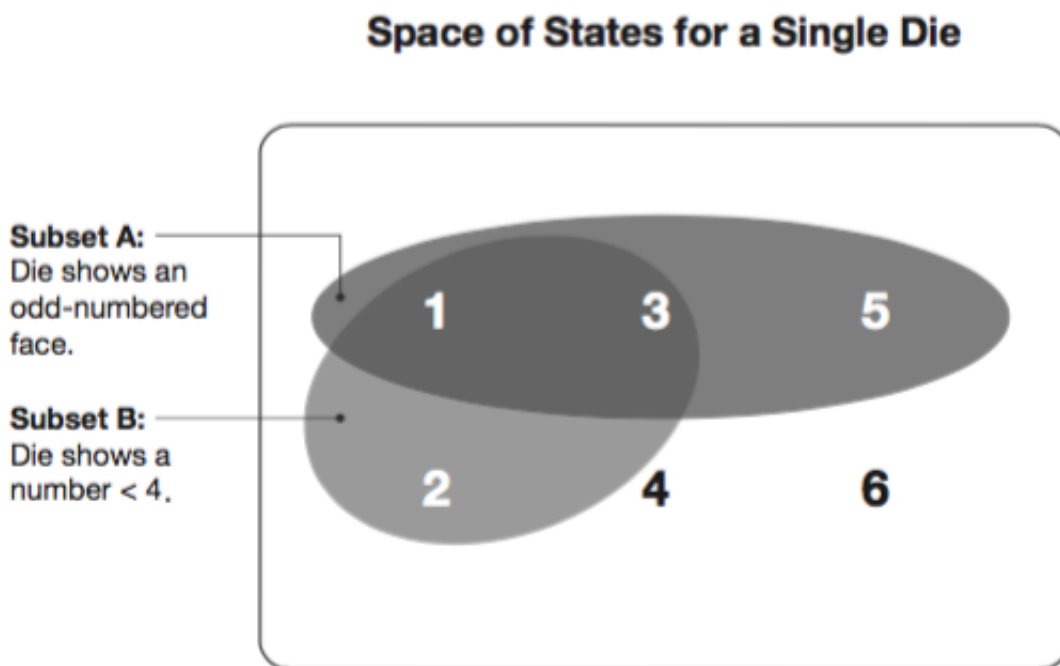 Space of States for a Single Die
Subset A:
Die shows an
odd-numbered
face.
1 3 5
Subset B:
Die shows a
number < 4.
2 4 6